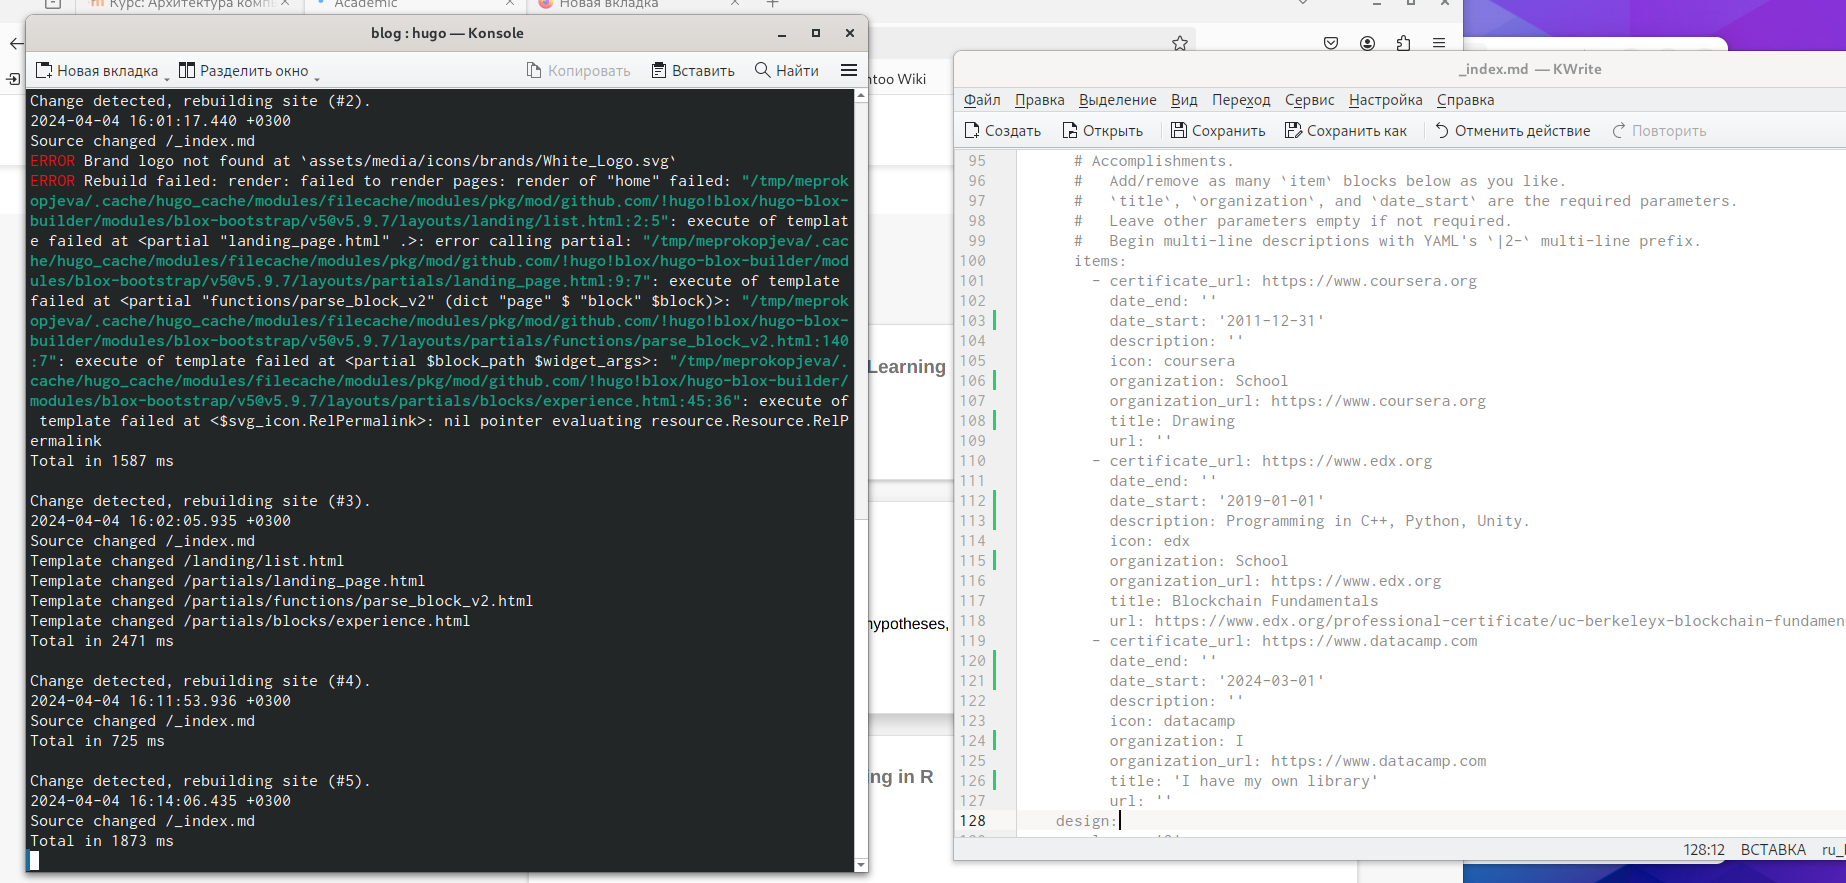 Курс: Архитектура комп
Academic
Новая вкладка
blog : hugo — Konsole
Новая вкладка
Разделить окно
Копировать
Вставить
Найти
ntoo Wiki
Change detected, rebuilding site (#2).
2024-04-04 16:01:17.440 +0300
Source changed /_index.md
ERROR Brand logo not found at `assets/media/icons/brands/White_Logo.svg`
ERROR Rebuild failed: render: failed to render pages: render of "home" failed: "/tmp/meprok
opjeva/.cache/hugo_cache/modules/filecache/modules/pkg/mod/github.com/!hugo!blox/hugo-blox-
builder/modules/blox-bootstrap/v5@v5.9.7/layouts/landing/list.html:2:5": execute of templat
e failed at <partial "landing_page.html" .>: error calling partial: "/tmp/meprokopjeva/.cac
he/hugo_cache/modules/filecache/modules/pkg/mod/github.com/!hugo!blox/hugo-blox-builder/mod
ules/blox-bootstrap/v5@v5.9.7/layouts/partials/landing_page.html:9:7": execute of template
failed at <partial "functions/parse_block_v2" (dict "page" $ "block" $block)>: "/tmp/meprok
opjeva/.cache/hugo_cache/modules/filecache/modules/pkg/mod/github.com/!hugo!blox/hugo-blox-
builder/modules/blox-bootstrap/v5@v5.9.7/layouts/partials/functions/parse_block_v2.html:140
:7": execute of template failed at <partial $block_path $widget_args>: "/tmp/meprokopjeva/.
cache/hugo_cache/modules/filecache/modules/pkg/mod/github.com/!hugo!blox/hugo-blox-builder/
modules/blox-bootstrap/v5@v5.9.7/layouts/partials/blocks/experience.html:45:36": execute of
template failed at <$svg_icon.RelPermalink>: nil pointer evaluating resource.Resource.RelP
ermalink
Total in 1587 ms
Change detected, rebuilding site (#3).
2024-04-04 16:02:05.935 +0300
Source changed /_index.md
Template changed /landing/list.html
Template changed /partials/landing_page.html
Template changed /partials/functions/parse_block_v2.html
Template changed /partials/blocks/experience.html
Total in 2471 ms
Change detected, rebuilding site (#4).
2024-04-04 16:11:53.936 +0300
Source changed /_index.md
Total in 725 ms
Change detected, rebuilding site (#5).
2024-04-04 16:14:06.435 +0300
Source changed /_index.md
Total in 1873 ms
Learning
hypotheses,
ing in R
_index.md — KWrite
Файл Правка Выделение Вид Переход Сервис Настройка Справка
Создать Открыть Сохранить Сохранить как Отменить действие Повторить
95 # Accomplishments.
96 #   Add/remove as many `item` blocks below as you like.
97 #   `title`, `organization`, and `date_start` are the required parameters.
98 #   Leave other parameters empty if not required.
99 #   Begin multi-line descriptions with YAML's `|2-` multi-line prefix.
100 items:
101 - certificate_url: https://www.coursera.org
102 date_end: ''
103 date_start: '2011-12-31'
104 description: ''
105 icon: coursera
106 organization: School
107 organization_url: https://www.coursera.org
108 title: Drawing
109 url: ''
110 - certificate_url: https://www.edx.org
111 date_end: ''
112 date_start: '2019-01-01'
113 description: Programming in C++, Python, Unity.
114 icon: edx
115 organization: School
116 organization_url: https://www.edx.org
117 title: Blockchain Fundamentals
118 url: https://www.edx.org/professional-certificate/uc-berkeleyx-blockchain-fundamen
119 - certificate_url: https://www.datacamp.com
120 date_end: ''
121 date_start: '2024-03-01'
122 description: ''
123 icon: datacamp
124 organization: I
125 organization_url: https://www.datacamp.com
126 title: 'I have my own library'
127 url: ''
128 design:
128:12 ВСТАВКА ru_